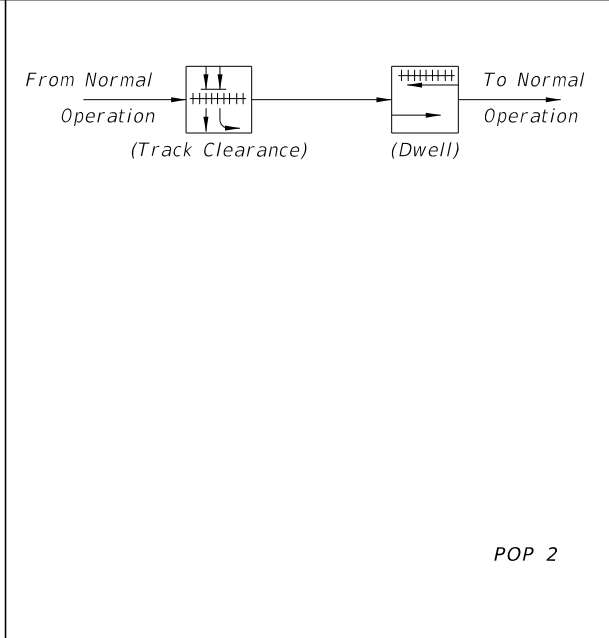 From Normal
Operation
(Track Clearance)
(Dwell)
To Normal
Operation
POP 2